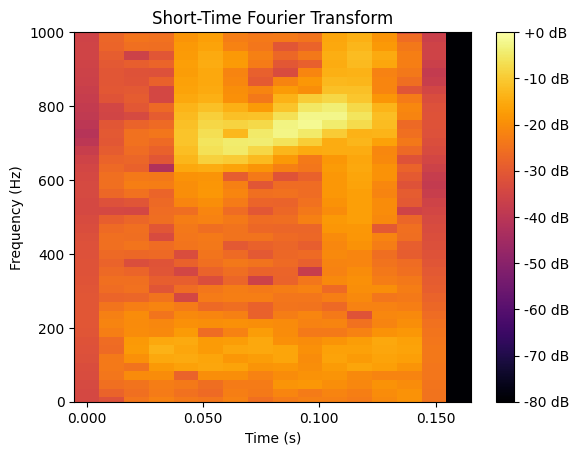 Short-Time Fourier Transform
1000
800
600
400
200
0
Frequency (Hz)
0.000
0.050
0.100
0.150
Time (s)
+0 dB
-10 dB
-20 dB
-30 dB
-40 dB
-50 dB
-60 dB
-70 dB
-80 dB